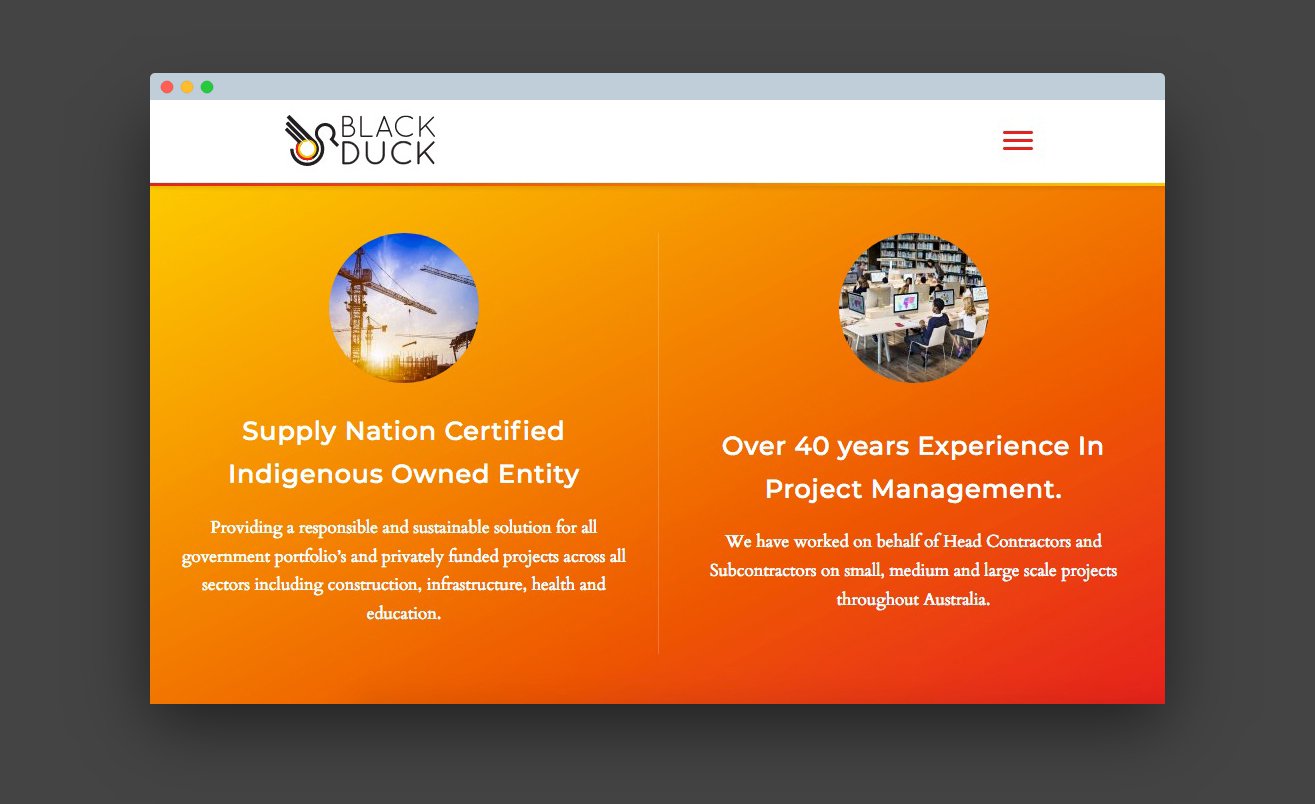 BLACK
DUCK
Supply Nation Certified
Indigenous Owned Entity
Providing a responsible and sustainable solution for all
government portfolio's and privately funded projects across all
sectors including construction, infrastructure, health and
education.
Over 40 years Experience In
Project Management.
We have worked on behalf of Head Contractors and
Subcontractors on small, medium and large scale projects
throughout Australia.